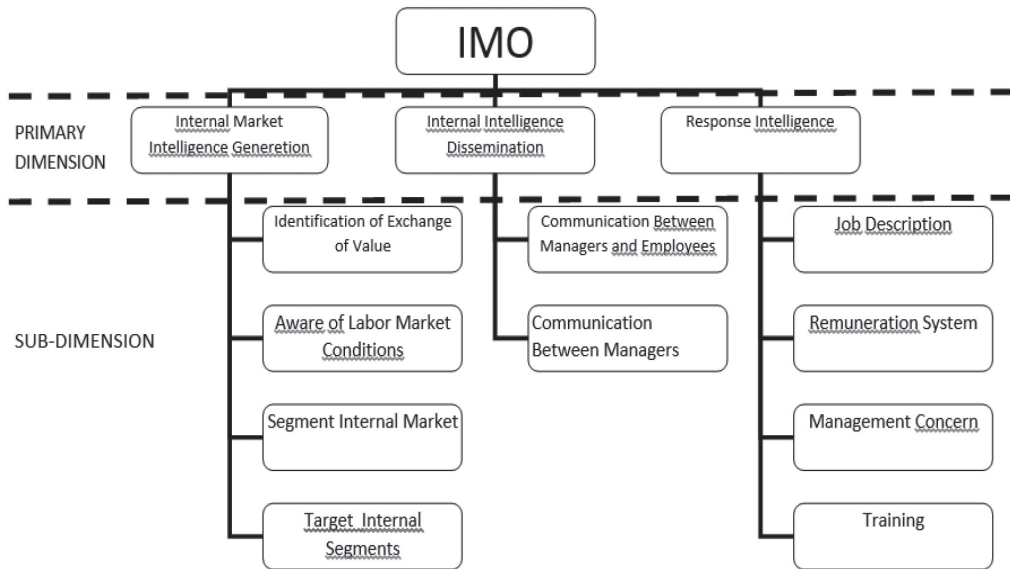 IMO
PRIMARY
DIMENSION
Internal Market
Intelligence Generetion
Internal Intelligence
Dissemination
Response Intelligence
SUB-DIMENSION
Identification of Exchange
of Value
Aware of Labor Market
Conditions
Segment Internal Market
Target Internal
Segments
Communication Between
Managers and Employees
Communication
Between Managers
Job Description
Remuneration System
Management Concern
Training